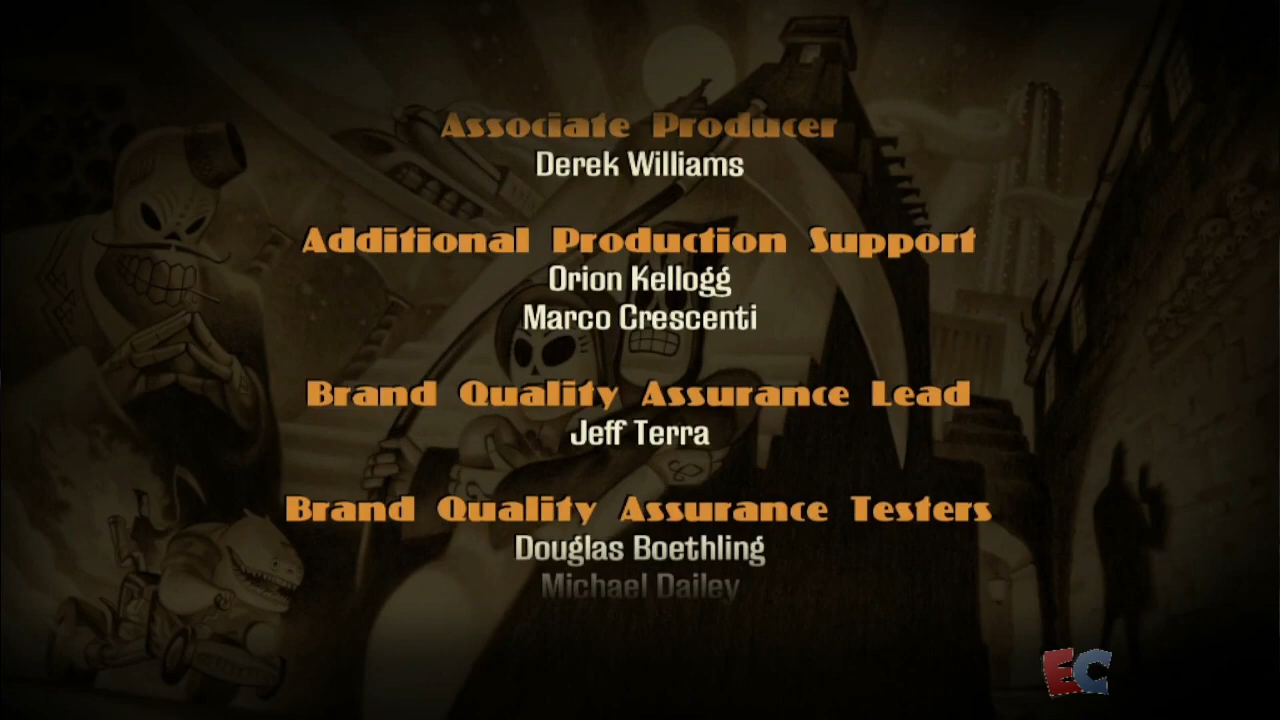 Associate Producer
Derek Williams
Additional Production Support
Orion Kellogg
Marco Crescenti
Brand Quality Assurance Lead
Jeff Terra
Brand Quality Assurance Testers
Douglas Boethling
Michael Dailey
EC